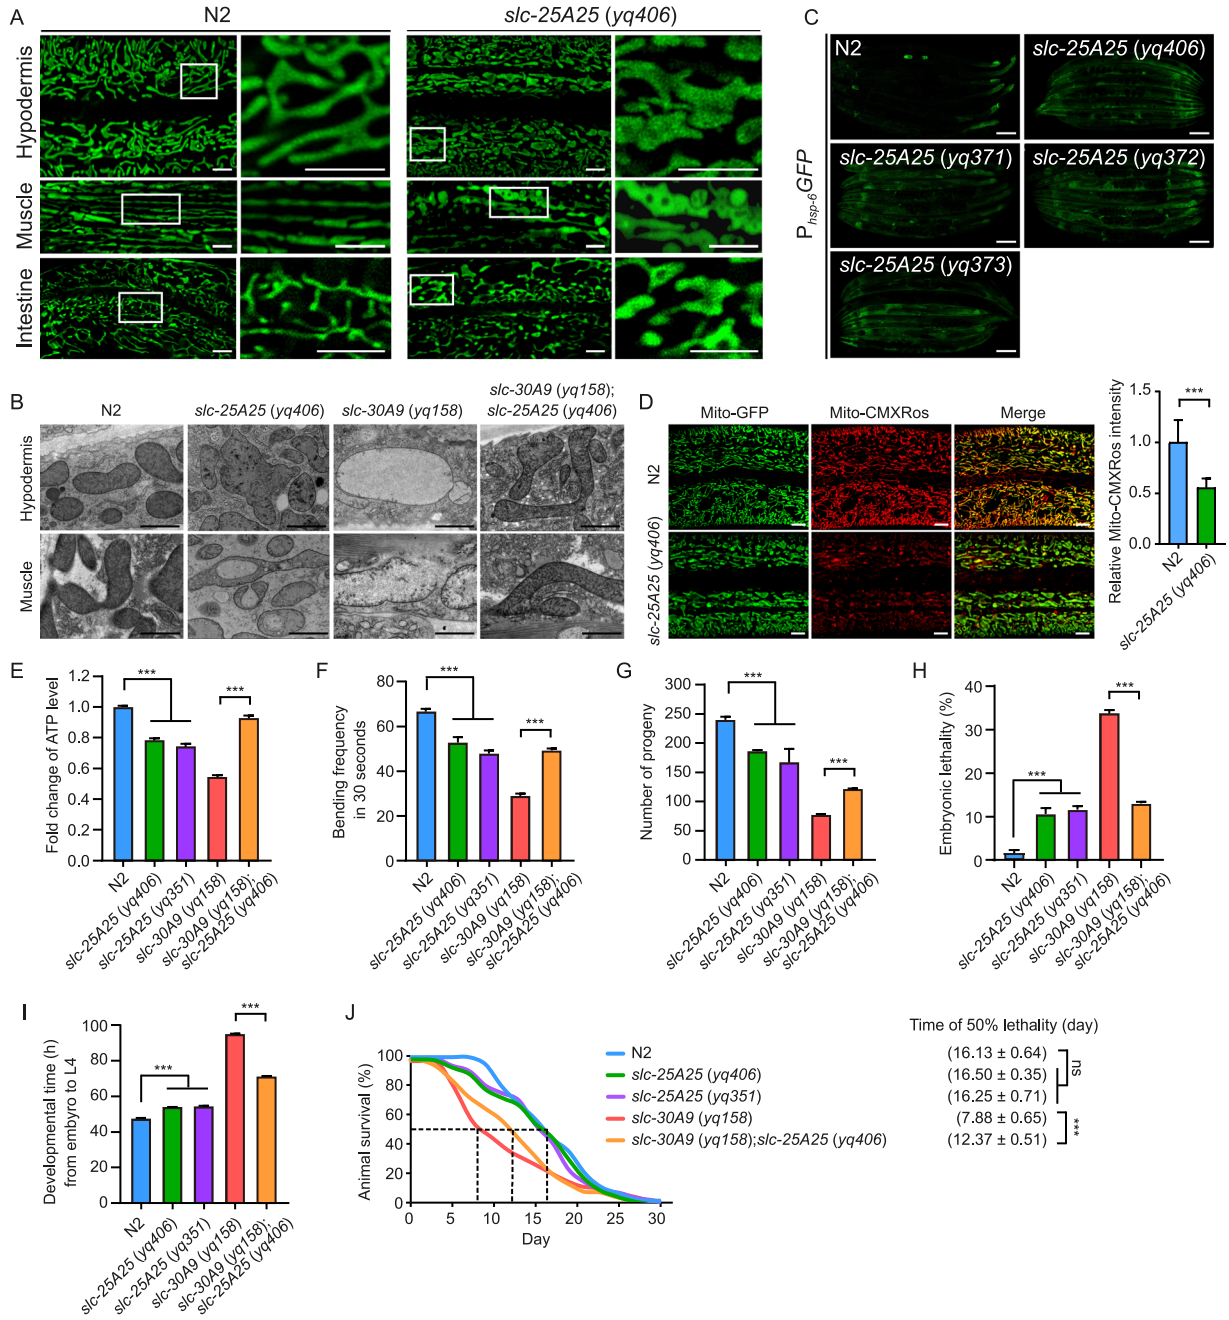 A
N2
slc-25A25 (yq406)
Hypodermis
Muscle
Intestine
C
N2
slc-25A25 (yq406)
slc-25A25 (yq371)
slc-25A25 (yq372)
slc-25A25 (yq373)
Phsp-6GFP
B
N2
slc-25A25 (yq406)
slc-30A9 (yq158)
slc-30A9 (yq158);
slc-25A25 (yq406)
Hypodermis
Muscle
D
Mito-GFP
Mito-CMXRos
Merge
N2
slc-25A25 (yq406)
Relative Mito-CMXRos intensity
1.5
1.0
0.5
0.0
***
N2
slc-25A25 (yq406)
E
Fold change of ATP level
1.2
1.0
0.8
0.6
0.4
0.2
0.0
***
***
N2
slc-25A25 (yq406)
slc-25A25 (yq351)
slc-30A9 (yq158)
slc-30A9 (yq158);
slc-25A25 (yq406)
F
Bending frequency
in 30 seconds
80
60
40
20
0
***
***
N2
slc-25A25 (yq406)
slc-25A25 (yq351)
slc-30A9 (yq158)
slc-30A9 (yq158);
slc-25A25 (yq406)
G
Number of progeny
300
250
200
150
100
50
0
***
***
N2
slc-25A25 (yq406)
slc-25A25 (yq351)
slc-30A9 (yq158)
slc-30A9 (yq158);
slc-25A25 (yq406)
H
Embryonic lethality (%)
40
30
20
10
0
***
***
N2
slc-25A25 (yq406)
slc-25A25 (yq351)
slc-30A9 (yq158)
slc-30A9 (yq158);
slc-25A25 (yq406)
I
Developmental time (h)
from embyro to L4
100
80
60
40
20
0
***
***
N2
slc-25A25 (yq406)
slc-25A25 (yq351)
slc-30A9 (yq158)
slc-30A9 (yq158);
slc-25A25 (yq406)
J
Animal survival (%)
100
80
60
40
20
0
0 5 10 15 20 25 30
Day
Time of 50% lethality (day)
N2 (16.13 ± 0.64)
slc-25A25 (yq406) (16.50 ± 0.35)
slc-25A25 (yq351) (16.25 ± 0.71)
slc-30A9 (yq158) (7.88 ± 0.65)
slc-30A9 (yq158);slc-25A25 (yq406) (12.37 ± 0.51)
ns
***